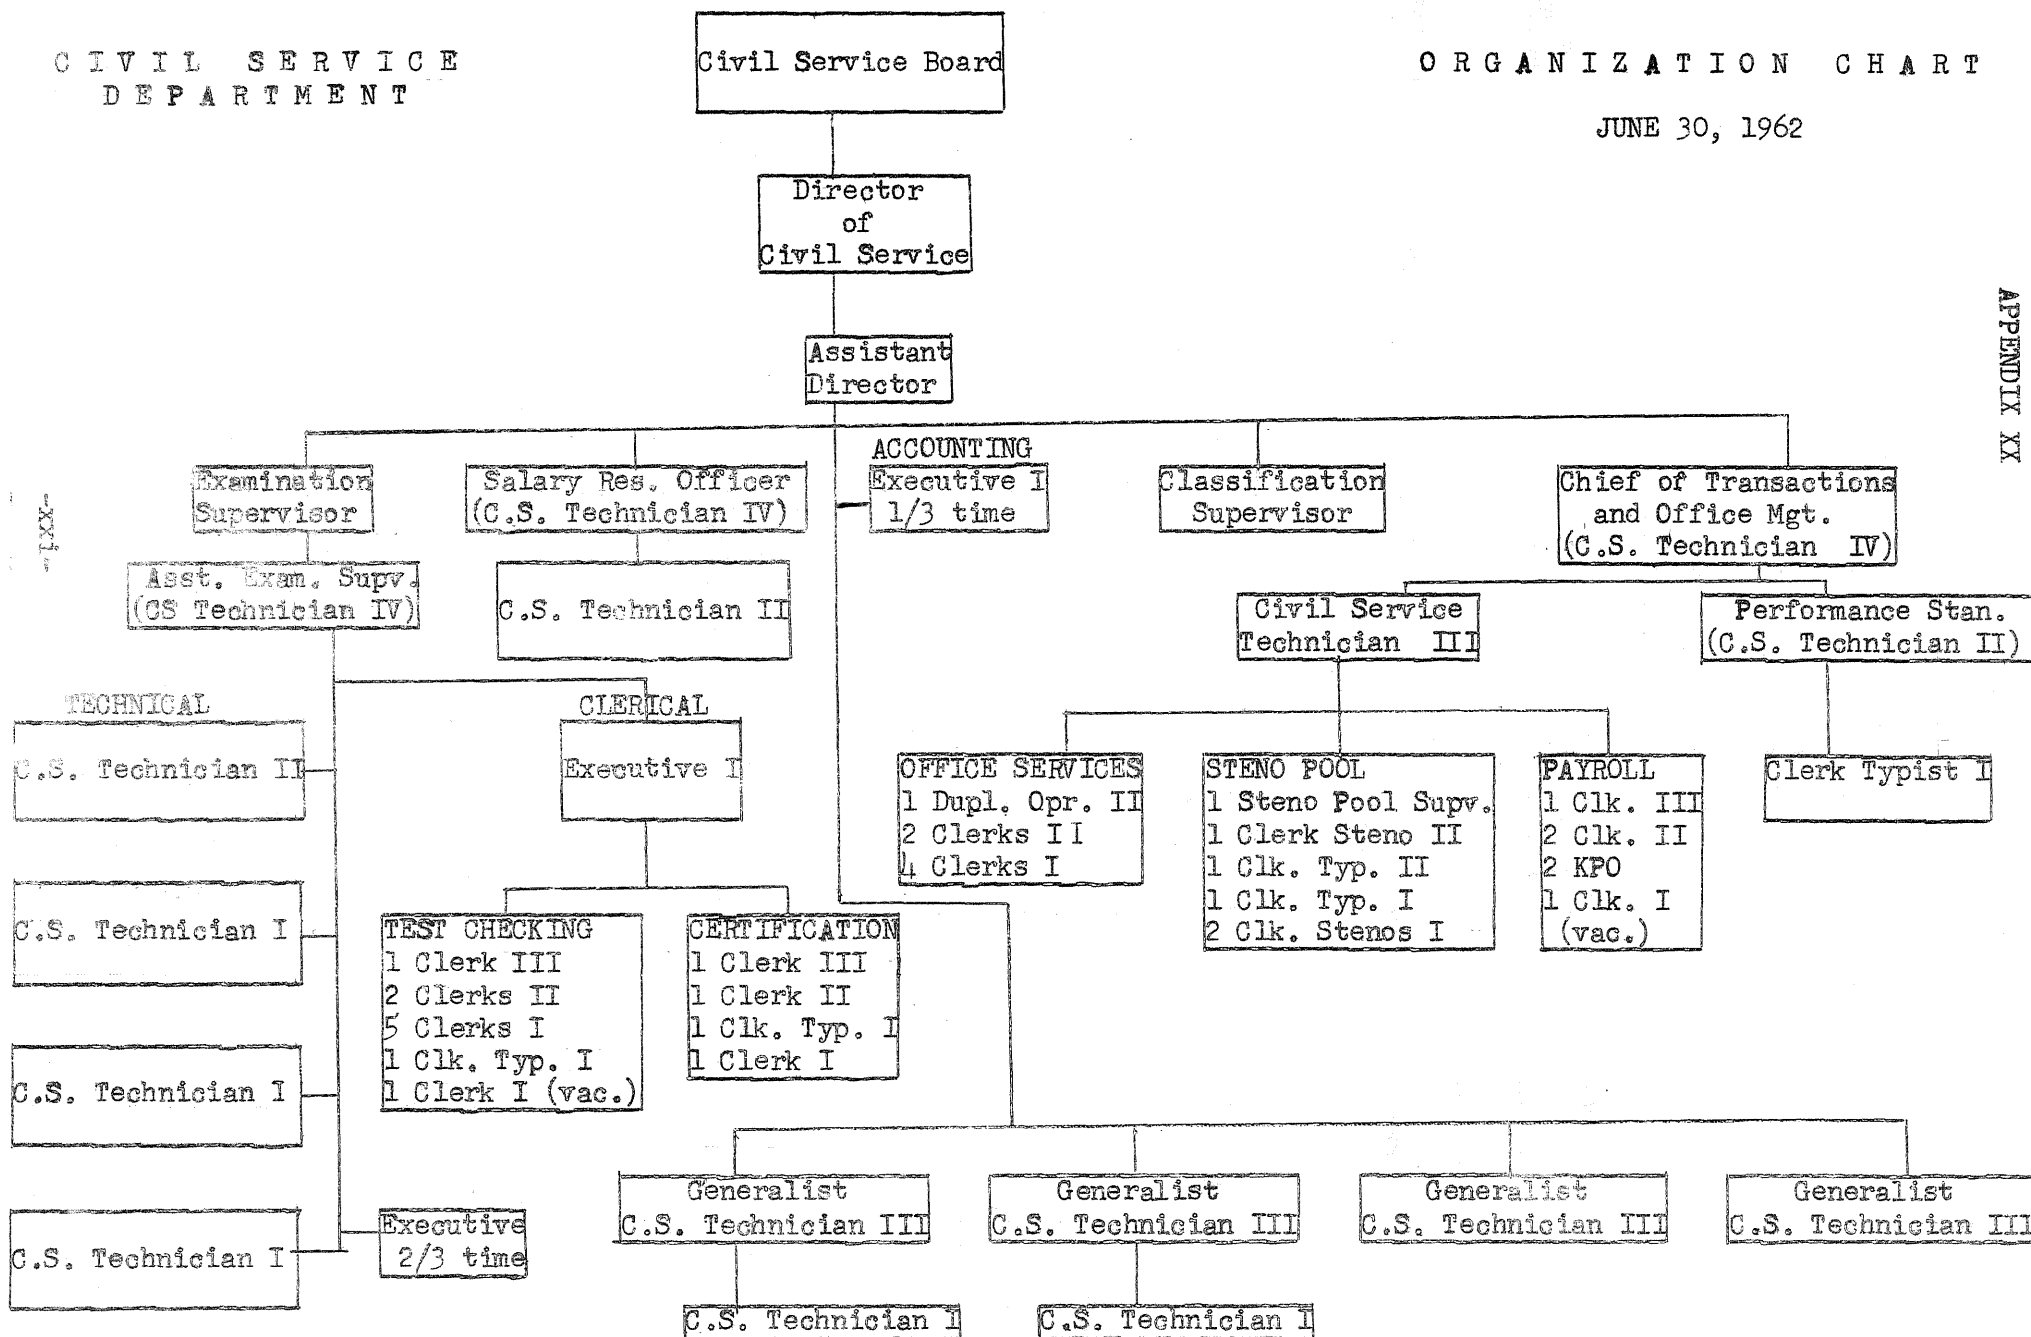 C I V I L  S E R V I C E
D E P A R T M E N T
O R G A N I Z A T I O N  C H A R T
JUNE 30, 1962
APPENDIX XX
-xxi-
Civil Service Board
Director
of
Civil Service
Assistant
Director
Examination
Supervisor
Salary Res. Officer
(C.S. Technician IV)
ACCOUNTING
Executive I
1/3 time
Classification
Supervisor
Chief of Transactions
and Office Mgt.
(C.S. Technician IV)
Asst. Exam. Supv.
(CS Technician IV)
C.S. Technician II
Civil Service
Technician III
Performance Stan.
(C.S. Technician II)
TECHNICAL
C.S. Technician II
C.S. Technician I
C.S. Technician I
C.S. Technician I
CLERICAL
Executive I
OFFICE SERVICES
1 Dupl. Opr. II
2 Clerks II
4 Clerks I
STENO POOL
1 Steno Pool Supv.
1 Clerk Steno II
1 Clk. Typ. II
1 Clk. Typ. I
2 Clk. Stenos I
PAYROLL
1 Clk. III
2 Clk. II
2 KPO
1 Clk. I
(vac.)
Clerk Typist I
TEST CHECKING
1 Clerk III
2 Clerks II
5 Clerks I
1 Clk. Typ. I
1 Clerk I (vac.)
CERTIFICATION
1 Clerk III
1 Clerk II
1 Clk. Typ. I
1 Clerk I
Executive
2/3 time
Generalist
C.S. Technician III
Generalist
C.S. Technician III
Generalist
C.S. Technician III
Generalist
C.S. Technician III
C.S. Technician I
C.S. Technician I